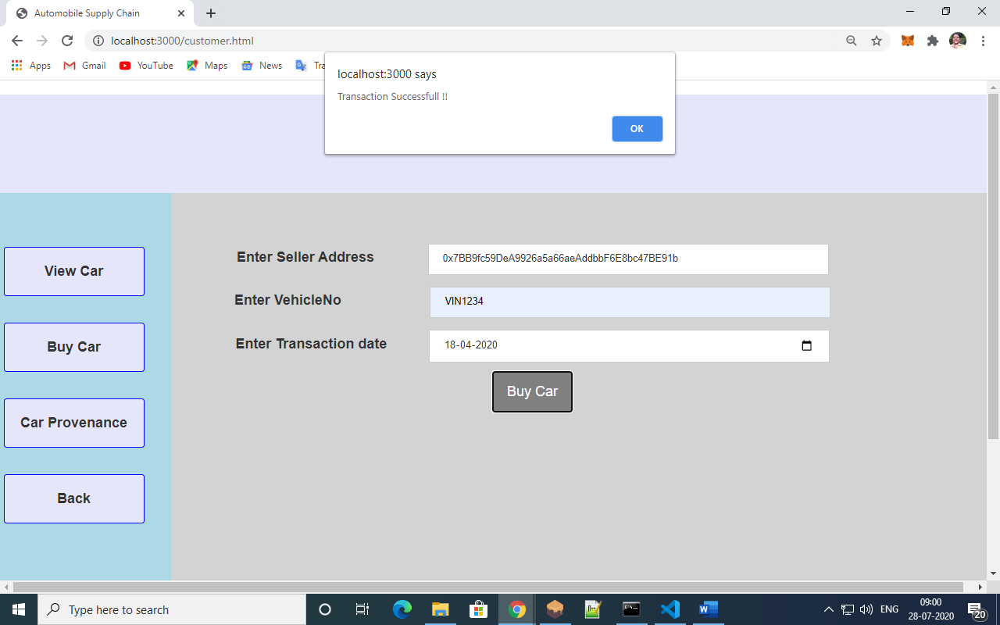 Automobile Supply Chain
localhost:3000/customer.html
Apps Gmail YouTube Maps News Tra
localhost:3000 says
Transaction Successfull !!
OK
View Car
Buy Car
Car Provenance
Back
Enter Seller Address 0x7BB9fc59DeA9926a5a66aeAddbbF6E8bc47BE91b
Enter VehicleNo VIN1234
Enter Transaction date 18-04-2020
Buy Car
Type here to search
ENG
09:00
28-07-2020
20